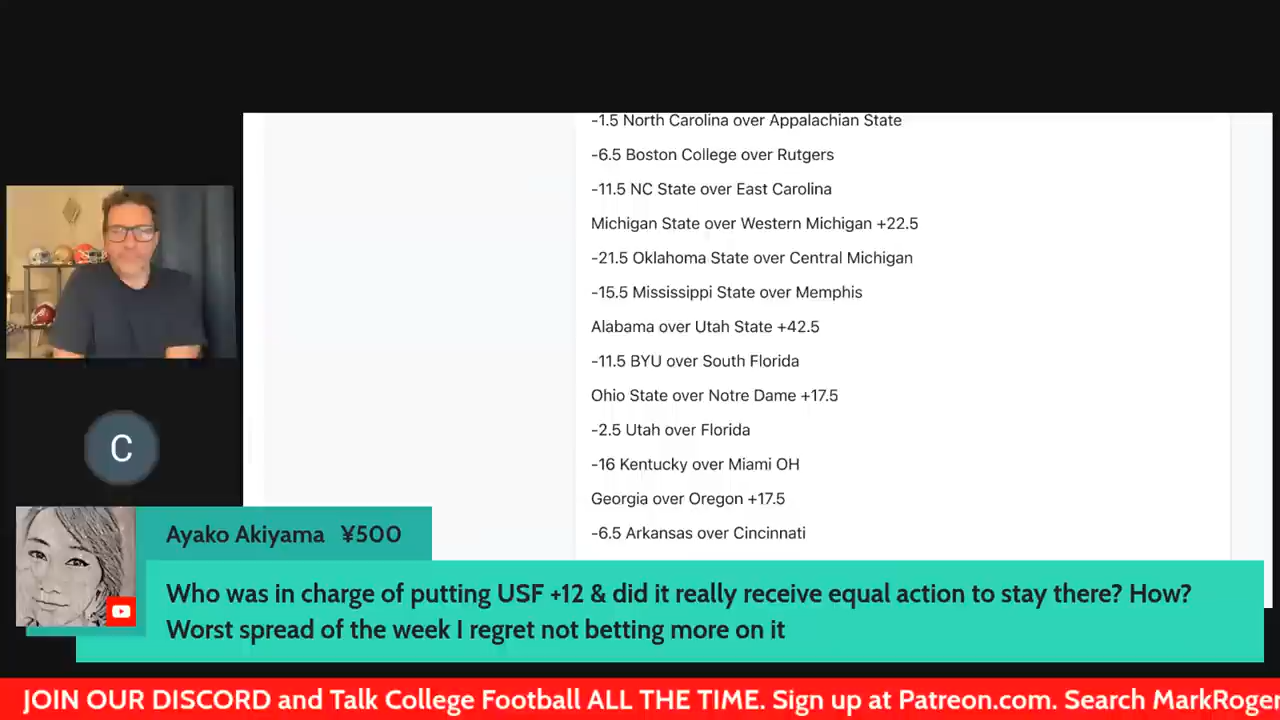 -1.5 North Carolina over Appalachian State
-6.5 Boston College over Rutgers
-11.5 NC State over East Carolina
Michigan State over Western Michigan +22.5
-21.5 Oklahoma State over Central Michigan
-15.5 Mississippi State over Memphis
Alabama over Utah State +42.5
-11.5 BYU over South Florida
Ohio State over Notre Dame +17.5
-2.5 Utah over Florida
-16 Kentucky over Miami OH
Georgia over Oregon +17.5
-6.5 Arkansas over Cincinnati
C
Ayako Akiyama ¥500
Who was in charge of putting USF +12 & did it really receive equal action to stay there? How?
Worst spread of the week I regret not betting more on it
JOIN OUR DISCORD and Talk College Football ALL THE TIME. Sign up at Patreon.com. Search MarkRoger